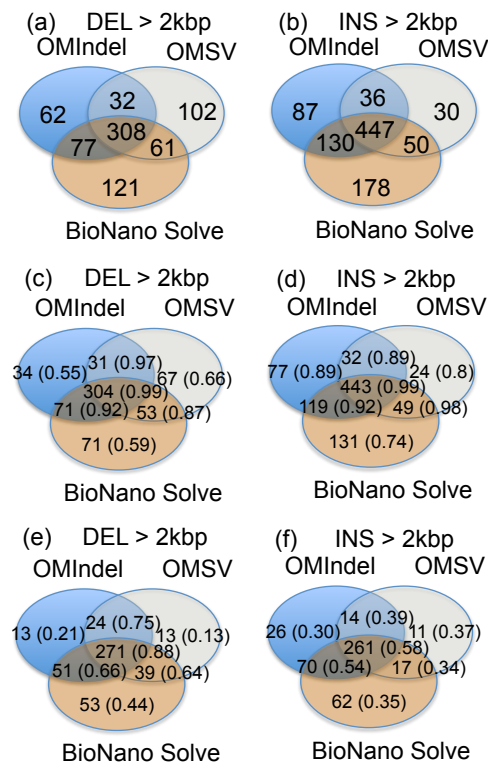 (a) DEL > 2kbp
OMIndel OMSV
62 32 102
308
77 61
121
BioNano Solve
(b) INS > 2kbp
OMIndel OMSV
87 36 30
447
130 50
178
BioNano Solve
(c) DEL > 2kbp
OMIndel OMSV
31 (0.97)
34 (0.55) 67 (0.66)
304 (0.99)
71 (0.92) 53 (0.87)
71 (0.59)
BioNano Solve
(d) INS > 2kbp
OMIndel OMSV
32 (0.89)
77 (0.89) 24 (0.8)
443 (0.99)
119 (0.92) 49 (0.98)
131 (0.74)
BioNano Solve
(e) DEL > 2kbp
OMIndel OMSV
24 (0.75)
13 (0.21) 13 (0.13)
271 (0.88)
51 (0.66) 39 (0.64)
53 (0.44)
BioNano Solve
(f) INS > 2kbp
OMIndel OMSV
14 (0.39)
26 (0.30) 11 (0.37)
261 (0.58)
70 (0.54) 17 (0.34)
62 (0.35)
BioNano Solve